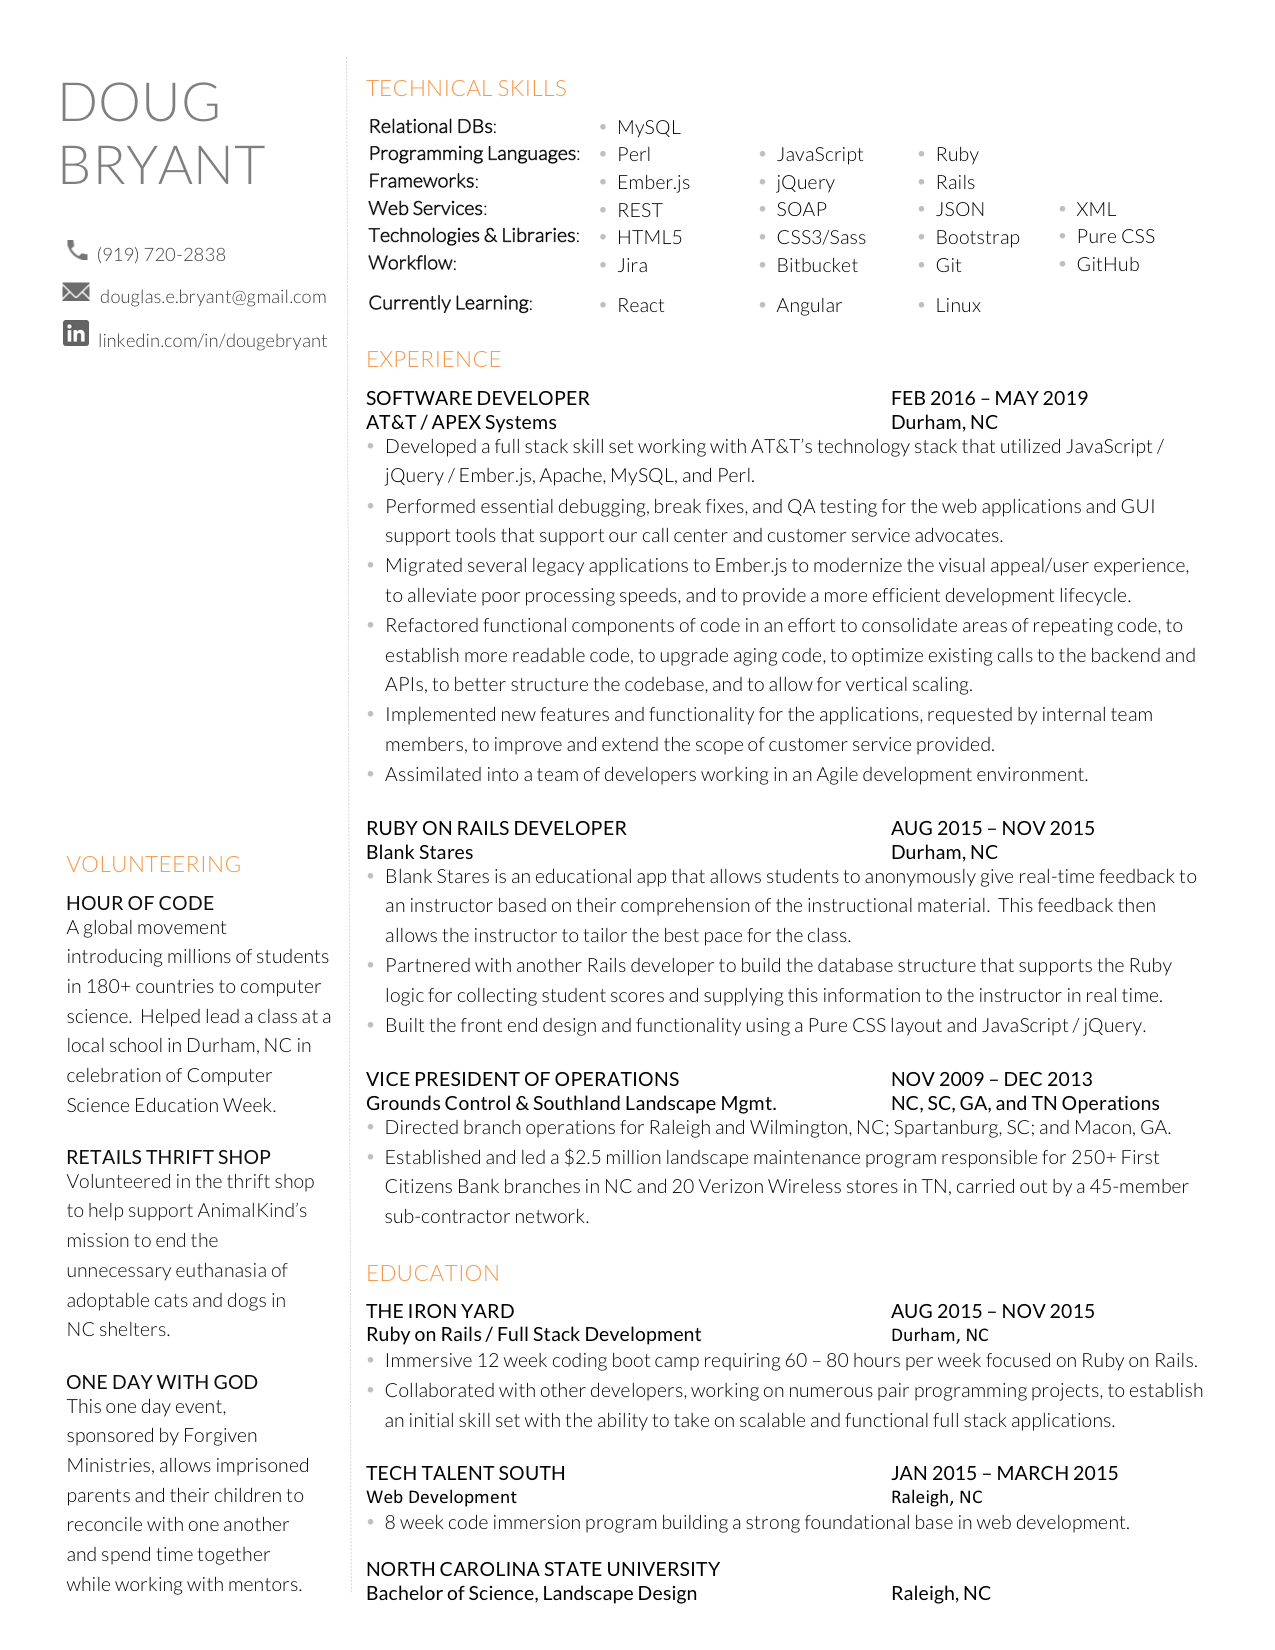 DOUG
BRYANT
(919) 720-2838
douglas.e.bryant@gmail.com
linkedin.com/in/dougebryant
VOLUNTEERING
HOUR OF CODE
A global movement
introducing millions of students
in 180+ countries to computer
science.  Helped lead a class at a
local school in Durham, NC in
celebration of Computer
Science Education Week.
RETAILS THRIFT SHOP
Volunteered in the thrift shop
to help support AnimalKind’s
mission to end the
unnecessary euthanasia of
adoptable cats and dogs in
NC shelters.
ONE DAY WITH GOD
This one day event,
sponsored by Forgiven
Ministries, allows imprisoned
parents and their children to
reconcile with one another
and spend time together
while working with mentors.
TECHNICAL SKILLS
Relational DBs: • MySQL
Programming Languages: • Perl • JavaScript • Ruby
Frameworks: • Ember.js • jQuery • Rails
Web Services: • REST • SOAP • JSON • XML
Technologies & Libraries: • HTML5 • CSS3/Sass • Bootstrap • Pure CSS
Workflow: • Jira • Bitbucket • Git • GitHub
Currently Learning: • React • Angular • Linux
EXPERIENCE
SOFTWARE DEVELOPER FEB 2016 – MAY 2019
AT&T / APEX Systems Durham, NC
• Developed a full stack skill set working with AT&T’s technology stack that utilized JavaScript /
jQuery / Ember.js, Apache, MySQL, and Perl.
• Performed essential debugging, break fixes, and QA testing for the web applications and GUI
support tools that support our call center and customer service advocates.
• Migrated several legacy applications to Ember.js to modernize the visual appeal/user experience,
to alleviate poor processing speeds, and to provide a more efficient development lifecycle.
• Refactored functional components of code in an effort to consolidate areas of repeating code, to
establish more readable code, to upgrade aging code, to optimize existing calls to the backend and
APIs, to better structure the codebase, and to allow for vertical scaling.
• Implemented new features and functionality for the applications, requested by internal team
members, to improve and extend the scope of customer service provided.
• Assimilated into a team of developers working in an Agile development environment.
RUBY ON RAILS DEVELOPER AUG 2015 – NOV 2015
Blank Stares Durham, NC
• Blank Stares is an educational app that allows students to anonymously give real-time feedback to
an instructor based on their comprehension of the instructional material.  This feedback then
allows the instructor to tailor the best pace for the class.
• Partnered with another Rails developer to build the database structure that supports the Ruby
logic for collecting student scores and supplying this information to the instructor in real time.
• Built the front end design and functionality using a Pure CSS layout and JavaScript / jQuery.
VICE PRESIDENT OF OPERATIONS NOV 2009 – DEC 2013
Grounds Control & Southland Landscape Mgmt. NC, SC, GA, and TN Operations
• Directed branch operations for Raleigh and Wilmington, NC; Spartanburg, SC; and Macon, GA.
• Established and led a $2.5 million landscape maintenance program responsible for 250+ First
Citizens Bank branches in NC and 20 Verizon Wireless stores in TN, carried out by a 45-member
sub-contractor network.
EDUCATION
THE IRON YARD AUG 2015 – NOV 2015
Ruby on Rails / Full Stack Development Durham, NC
• Immersive 12 week coding boot camp requiring 60 – 80 hours per week focused on Ruby on Rails.
• Collaborated with other developers, working on numerous pair programming projects, to establish
an initial skill set with the ability to take on scalable and functional full stack applications.
TECH TALENT SOUTH JAN 2015 – MARCH 2015
Web Development Raleigh, NC
• 8 week code immersion program building a strong foundational base in web development.
NORTH CAROLINA STATE UNIVERSITY
Bachelor of Science, Landscape Design Raleigh, NC